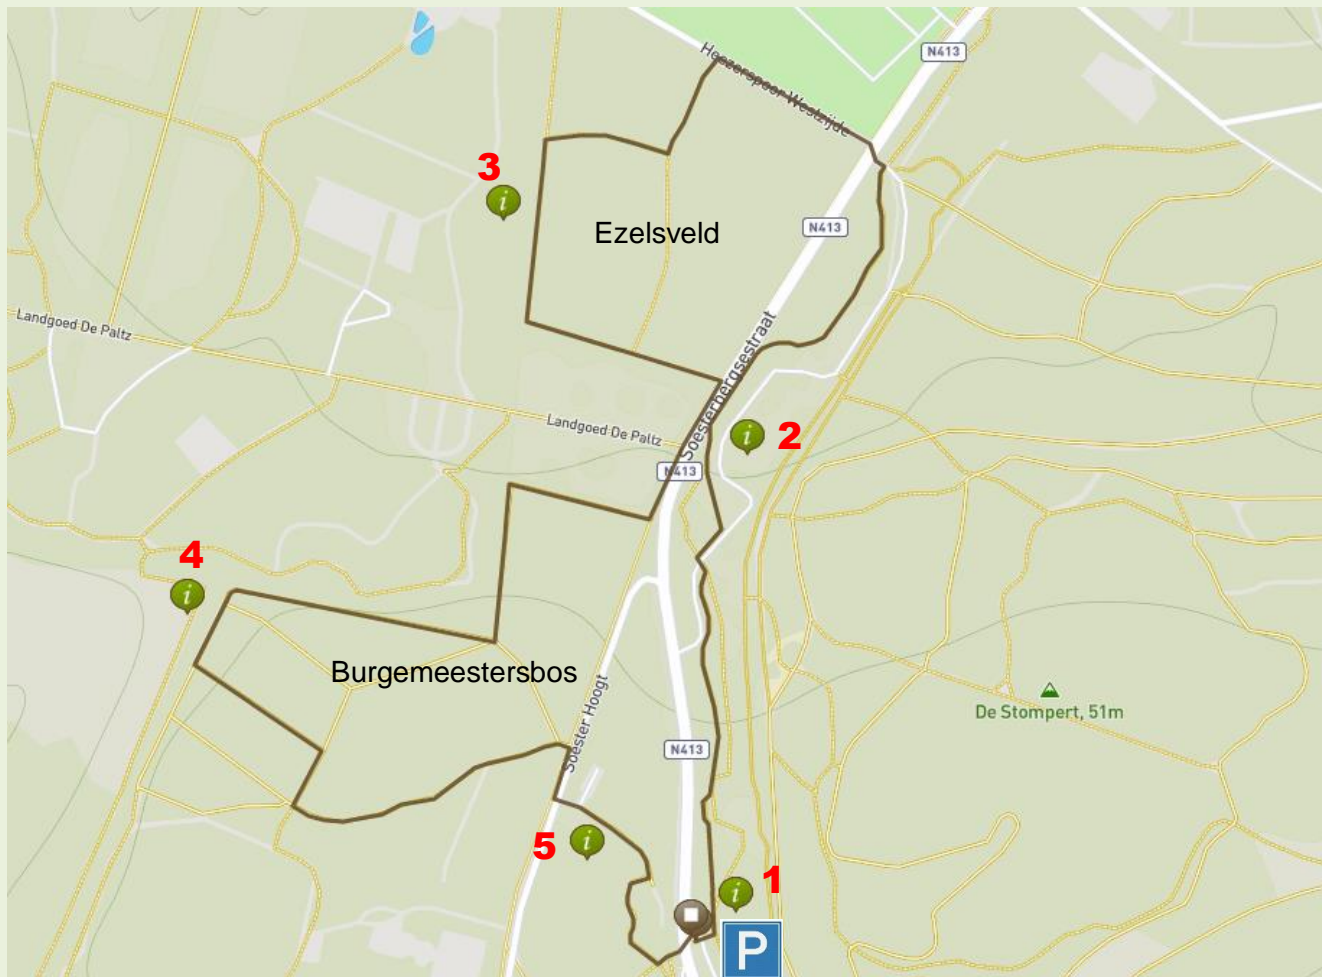 Heezerspoor Westzijde
N413
3
i
Ezelsveld
N413
Landgoed De Paltz
Soesterbergsestraat
Landgoed De Paltz
i
2
N413
4
i
Burgemeestersbos
De Stompert, 51m
Soester Hoogt
N413
5
i
1
i
P